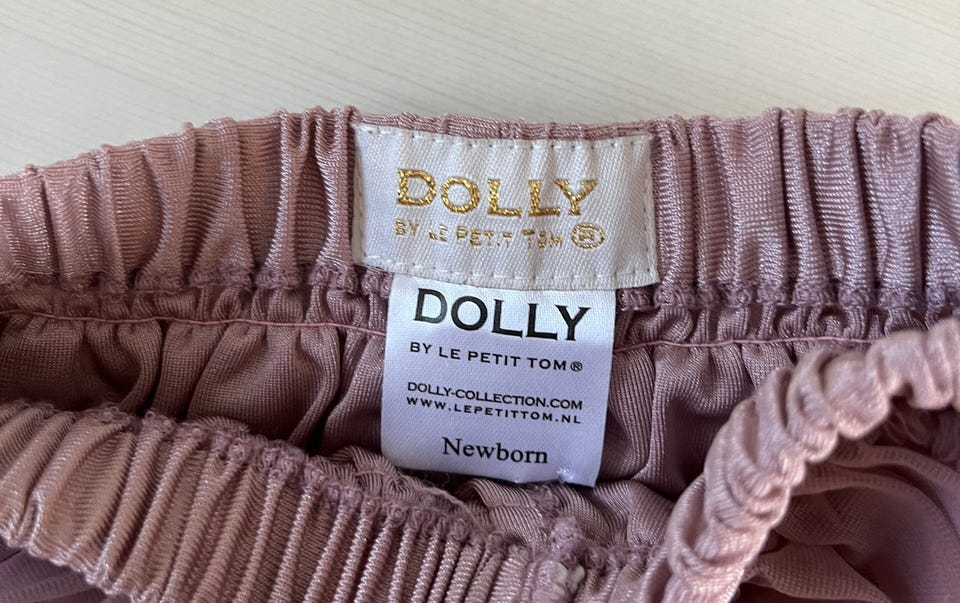 DOLLY
BY LE PETIT TOM ®
DOLLY
BY LE PETIT TOM®
DOLLY-COLLECTION.COM
WWW.LEPETITTOM.NL
Newborn